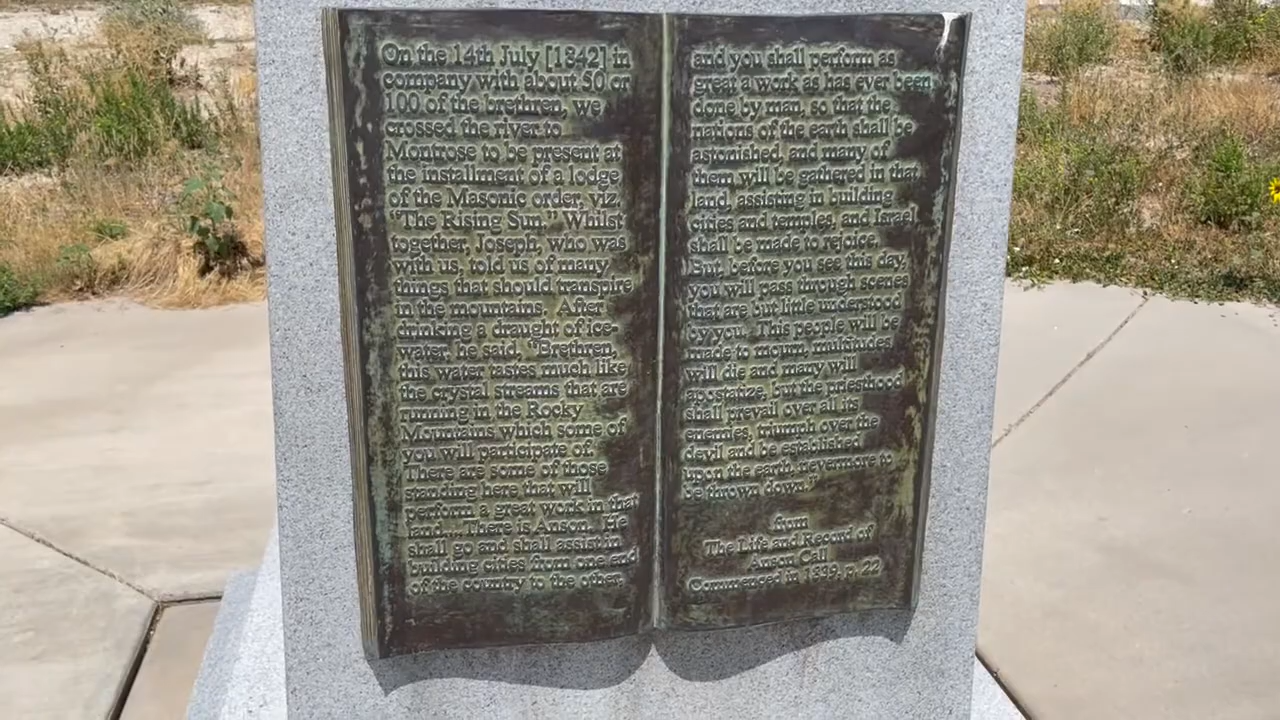 On the 14th July [1842] in
company with about 50 or
100 of the brethren, we
crossed the river to
Montrose to be present at
the installment of a lodge
of the Masonic order, viz.
"The Rising Sun." Whilst
together, Joseph, who was
with us, told us of many
things that should transpire
in the mountains. After
drinking a draught of ice-
water, he said, "Brethren,
this water tastes much like
the crystal streams that are
running in the Rocky
Mountains which some of
you will participate of.
There are some of those
standing here that will
perform a great work in that
land.... There is Anson. He
shall go and shall assist in
building cities from one end
of the country to the other,
and you shall perform as
great a work as has ever been
done by man, so that the
nations of the earth shall be
astonished, and many of
them will be gathered in that
land, assisting in building
cities and temples, and Israel
shall be made to rejoice.
But, before you see this day,
you will pass through scenes
that are but little understood
by you. This people will be
made to mourn, multitudes
will die and many will
apostatize, but the priesthood
shall prevail over all its
enemies, triumph over the
devil and be established
upon the earth, nevermore to
be thrown down."
from
The Life and Record of
Anson Call
Commenced in 1839, p. 22